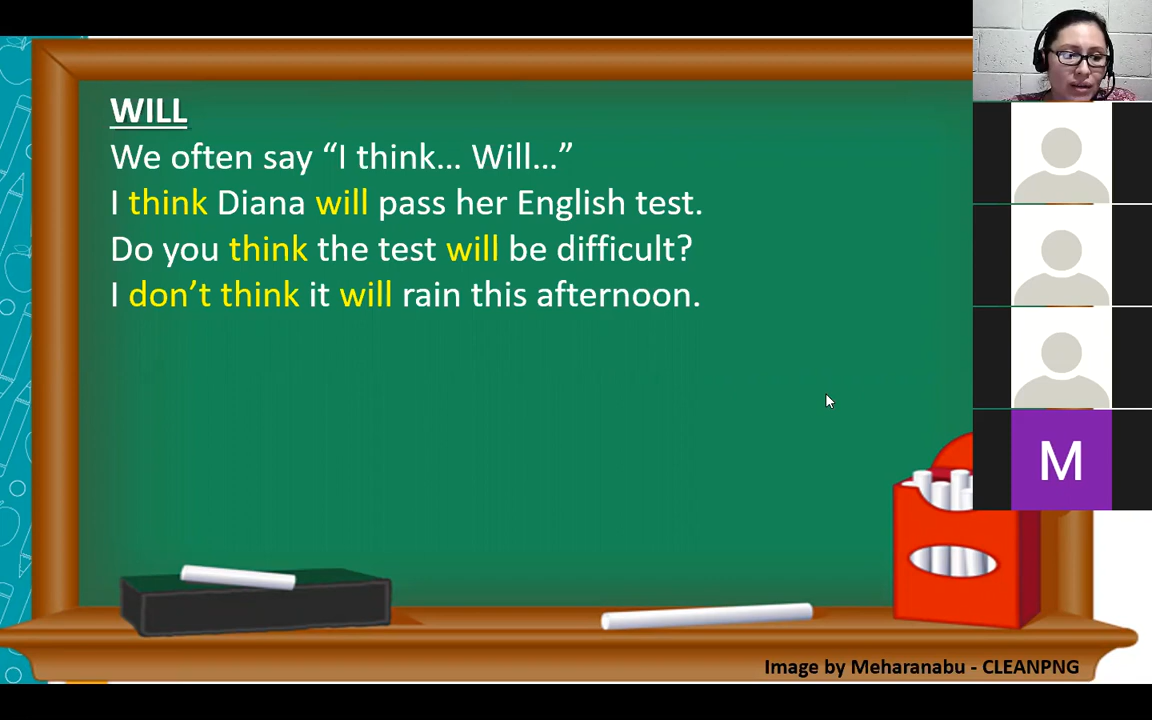 WILL
We often say “I think... Will...”
I think Diana will pass her English test.
Do you think the test will be difficult?
I don’t think it will rain this afternoon.
M
Image by Meharanabu - CLEANPNG